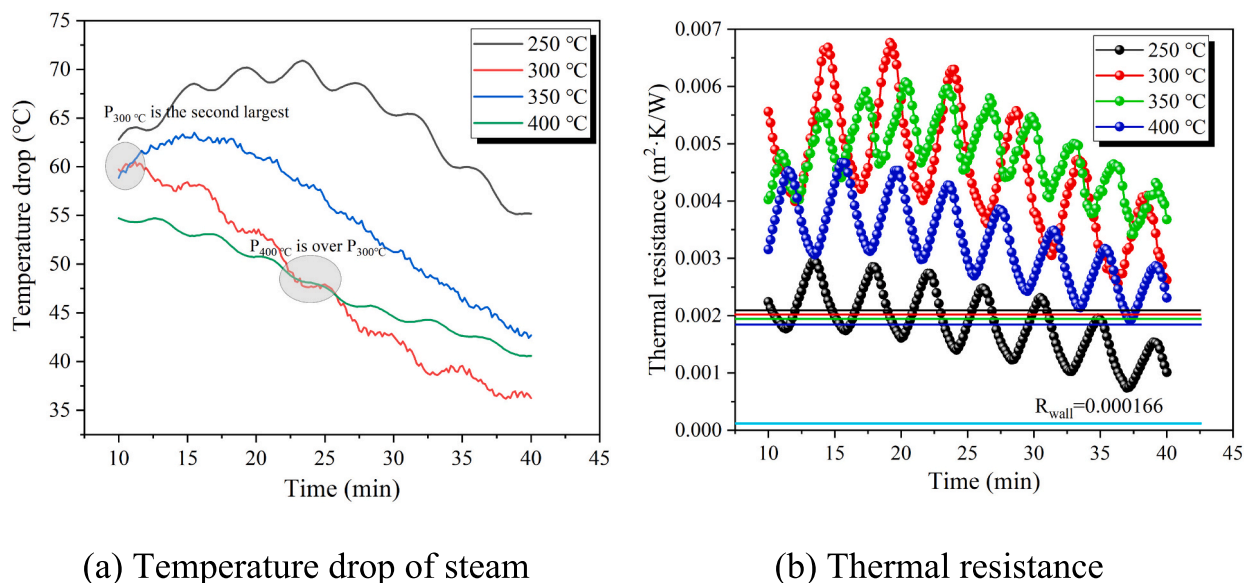 75
70
65
60
55
50
45
40
35
Temperature drop (℃)
250 ℃
300 ℃
350 ℃
400 ℃
P300 ℃ is the second largest
P400℃ is over P300℃
10 15 20 25 30 35 40 45
Time (min)
(a) Temperature drop of steam
0.007
0.006
0.005
0.004
0.003
0.002
0.001
0.000
Thermal resistance (m²·K/W)
250 ℃
300 ℃
350 ℃
400 ℃
Rwall=0.000166
10 15 20 25 30 35 40 45
Time (min)
(b) Thermal resistance